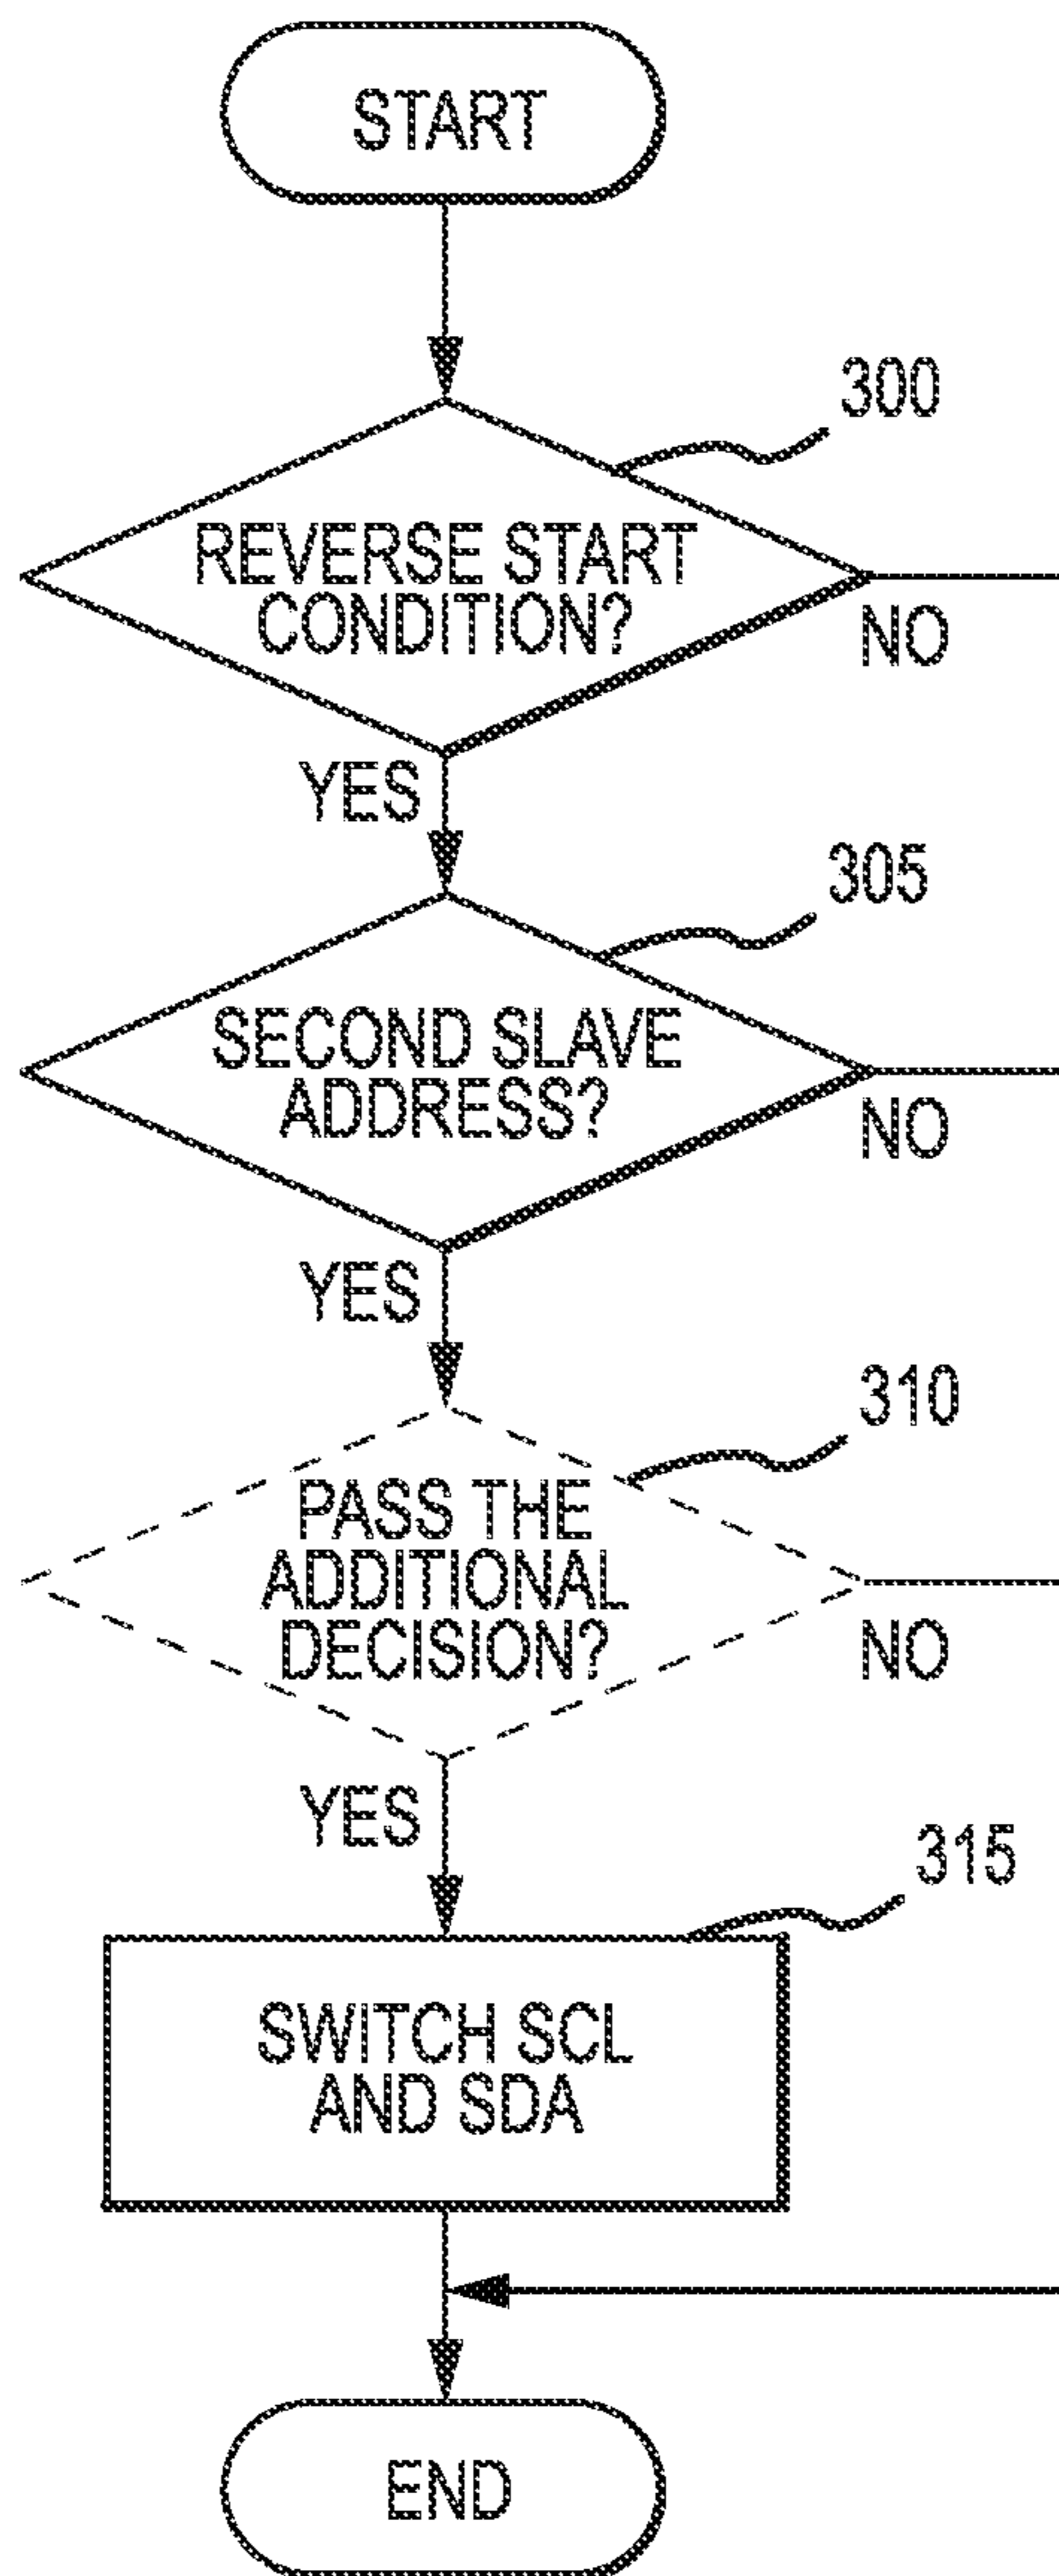 START
300
REVERSE START
CONDITION?
NO
YES
305
SECOND SLAVE
ADDRESS?
NO
YES
310
PASS THE
ADDITIONAL
DECISION?
NO
YES
315
SWITCH SCL
AND SDA
END